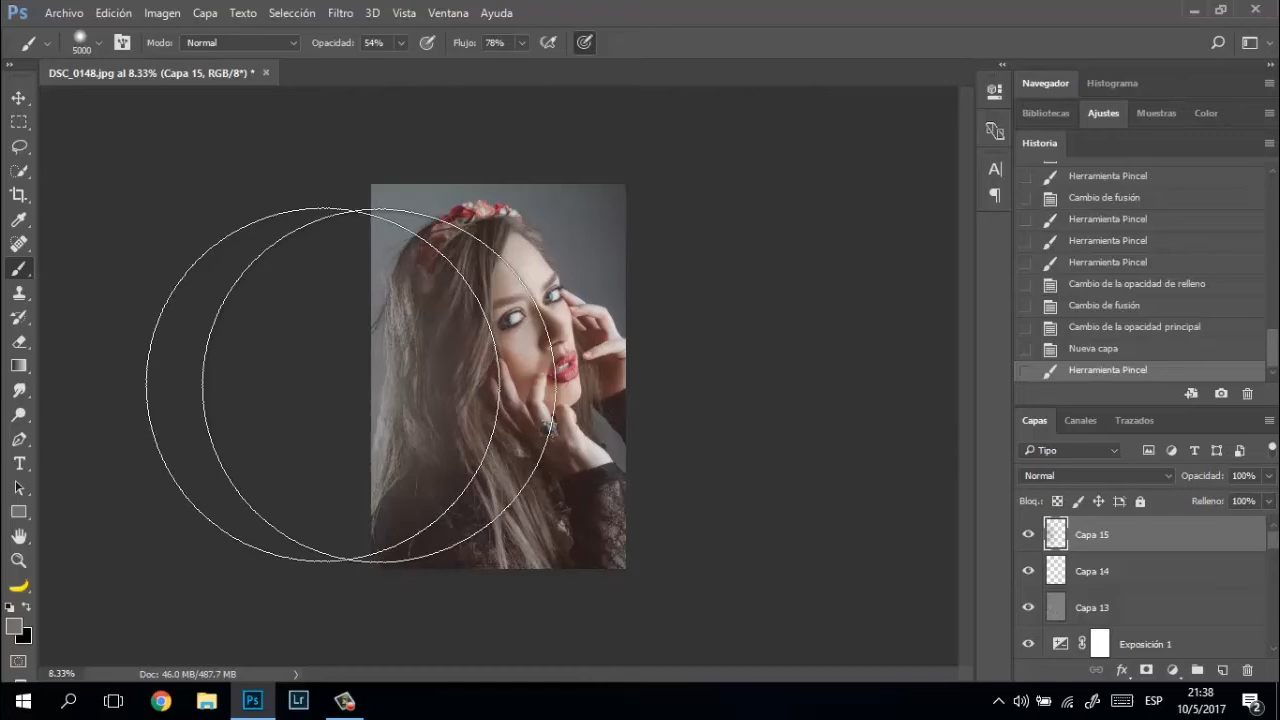 Ps Archivo Edición Imagen Capa Texto Selección Filtro 3D Vista Ventana Ayuda
5000 Modo: Normal Opacidad: 54% Flujo: 78%
DSC_0148.jpg al 8.33% (Capa 15, RGB/8*) * ×
Navegador Histograma
Bibliotecas Ajustes Muestras Color
Historia
Herramienta Pincel
Cambio de fusión
Herramienta Pincel
Herramienta Pincel
Herramienta Pincel
Cambio de la opacidad de relleno
Cambio de fusión
Cambio de la opacidad principal
Nueva capa
Herramienta Pincel
Capas Canales Trazados
Tipo
Normal Opacidad: 100%
Bloq.: Relleno: 100%
Capa 15
Capa 14
Capa 13
Exposición 1
8.33% Doc: 46.0 MB/487.7 MB
Ps Lr ESP 21:38
10/5/2017 2